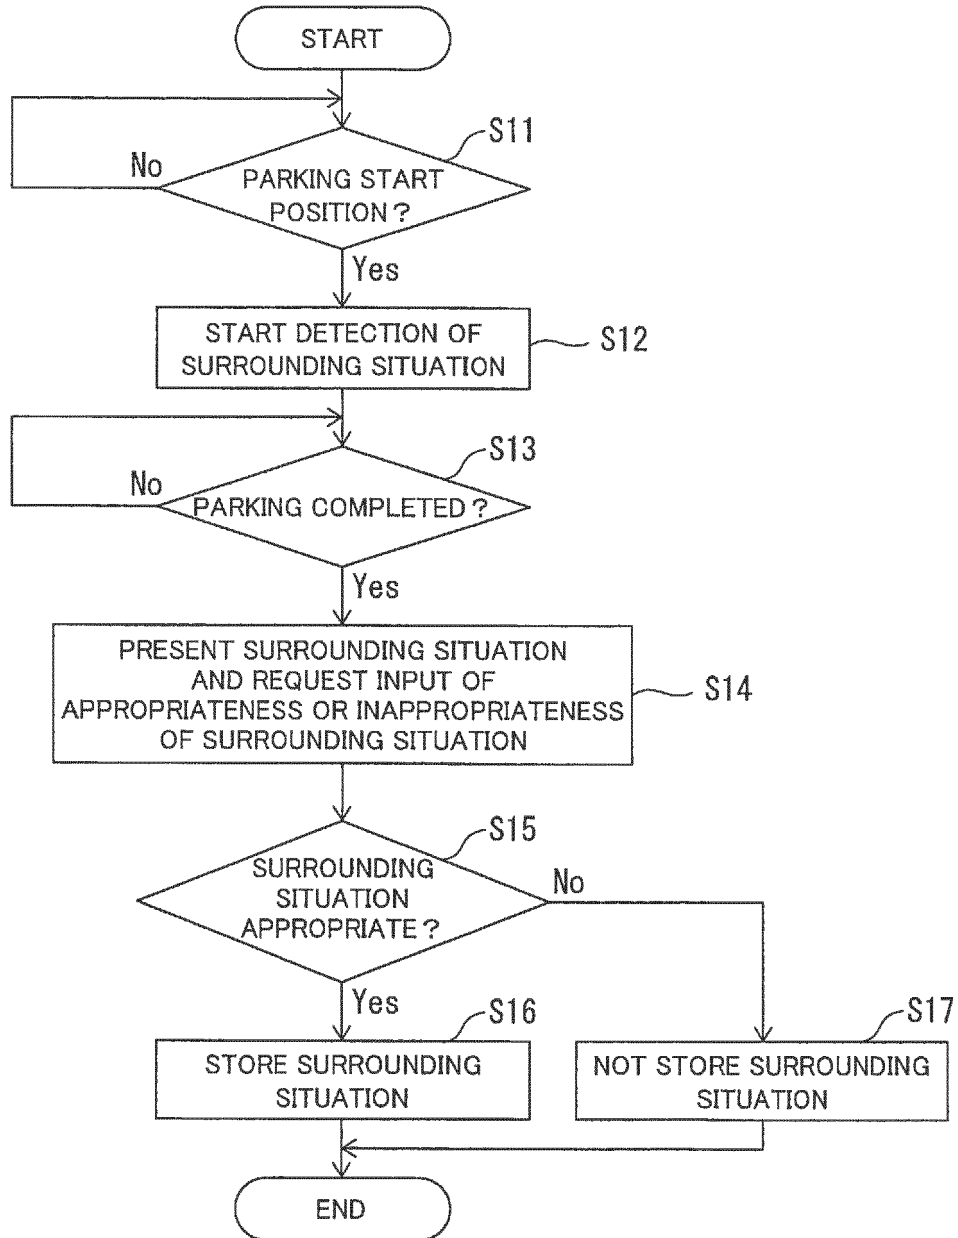 START
S11
No
PARKING START
POSITION?
Yes
START DETECTION OF
SURROUNDING SITUATION
S12
S13
No
PARKING COMPLETED?
Yes
PRESENT SURROUNDING SITUATION
AND REQUEST INPUT OF
APPROPRIATENESS OR INAPPROPRIATENESS
OF SURROUNDING SITUATION
S14
S15
SURROUNDING
SITUATION
APPROPRIATE?
No
Yes
S16
S17
STORE SURROUNDING
SITUATION
NOT STORE SURROUNDING
SITUATION
END